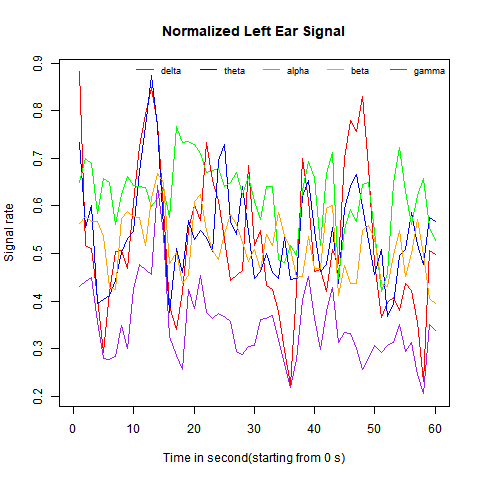 Normalized Left Ear Signal
delta theta alpha beta gamma
0.9
0.8
0.7
0.6
0.5
0.4
0.3
0.2
Signal rate
0 10 20 30 40 50 60
Time in second(starting from 0 s)